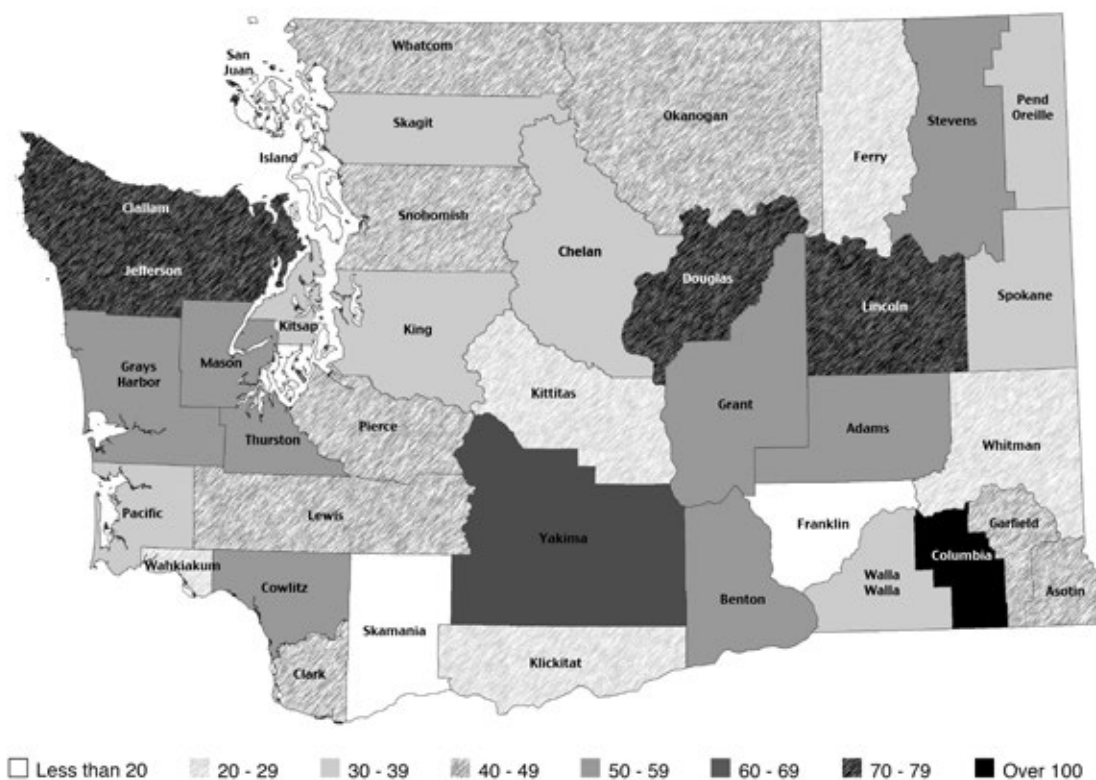 Whatcom
San
Juan
Skagit
Okanogan
Ferry
Stevens
Pend
Oreille
Island
Clallam
Snohomish
Jefferson
Chelan
Douglas
Lincoln
Spokane
Kitsap
King
Grays
Harbor
Mason
Kittitas
Grant
Adams
Thurston
Pierce
Whitman
Pacific
Lewis
Yakima
Franklin
Garfield
Columbia
Wahkiakum
Cowlitz
Walla
Walla
Asotin
Benton
Skamania
Klickitat
Clark
Less than 20 20 - 29 30 - 39 40 - 49 50 - 59 60 - 69 70 - 79 Over 100